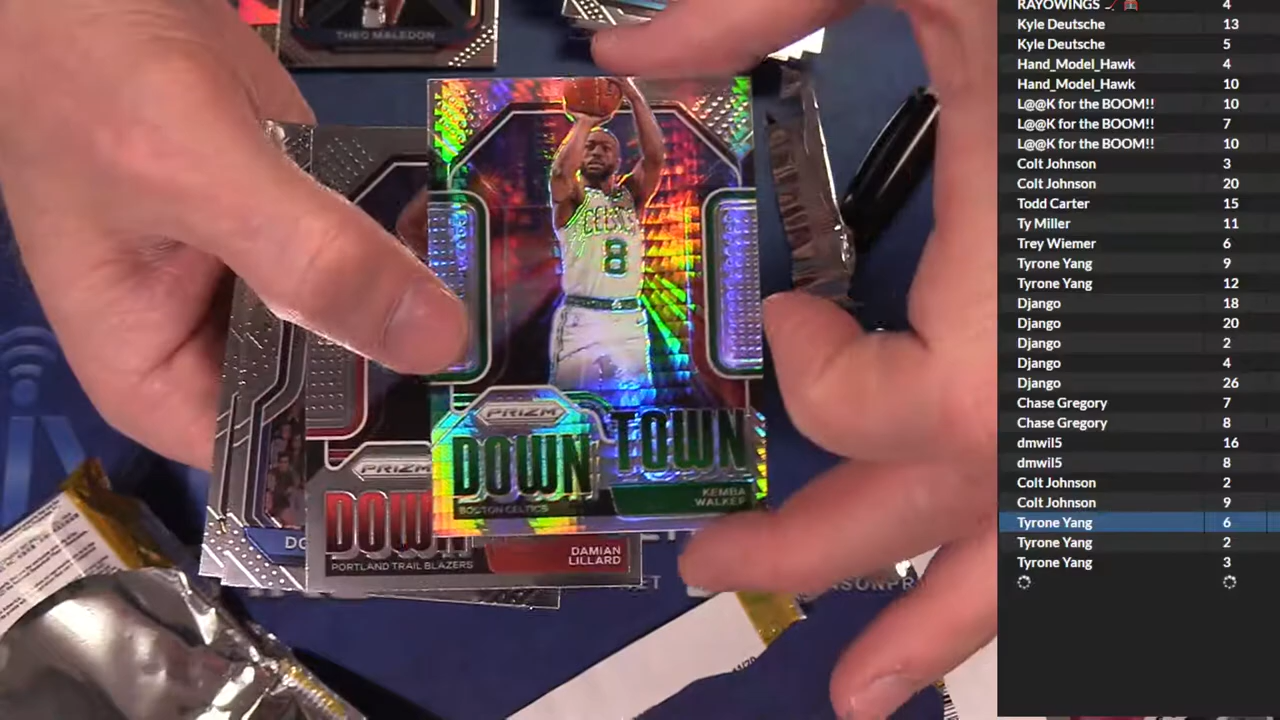 THEO MALEDON
CELTICS
8
PRIZM
DOWN TOWN
BOSTON CELTICS
KEMBA
WALKER
PRIZM
DOW
PORTLAND TRAIL BLAZERS
DAMIAN
LILLARD
DO
RAYOWINGS 4
Kyle Deutsche 13
Kyle Deutsche 5
Hand_Model_Hawk 4
Hand_Model_Hawk 10
L@@K for the BOOM!! 10
L@@K for the BOOM!! 7
L@@K for the BOOM!! 10
Colt Johnson 3
Colt Johnson 20
Todd Carter 15
Ty Miller 11
Trey Wiemer 6
Tyrone Yang 9
Tyrone Yang 12
Django 18
Django 20
Django 2
Django 4
Django 26
Chase Gregory 7
Chase Gregory 8
dmwil5 16
dmwil5 8
Colt Johnson 2
Colt Johnson 9
Tyrone Yang 6
Tyrone Yang 2
Tyrone Yang 3